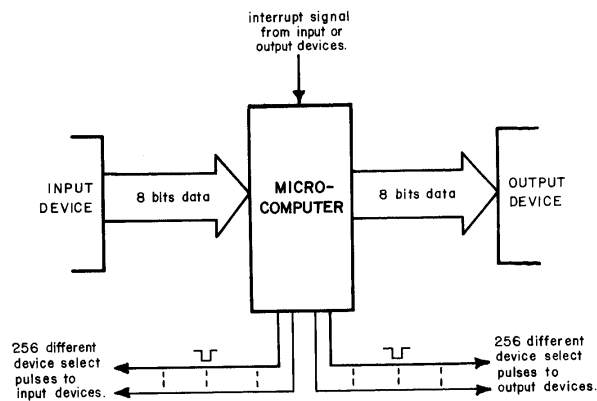 interrupt signal
from input or
output devices.
INPUT
DEVICE
8 bits data
MICRO-
COMPUTER
8 bits data
OUTPUT
DEVICE
256 different
device select
pulses to
input devices.
256 different
device select
pulses to
output devices.